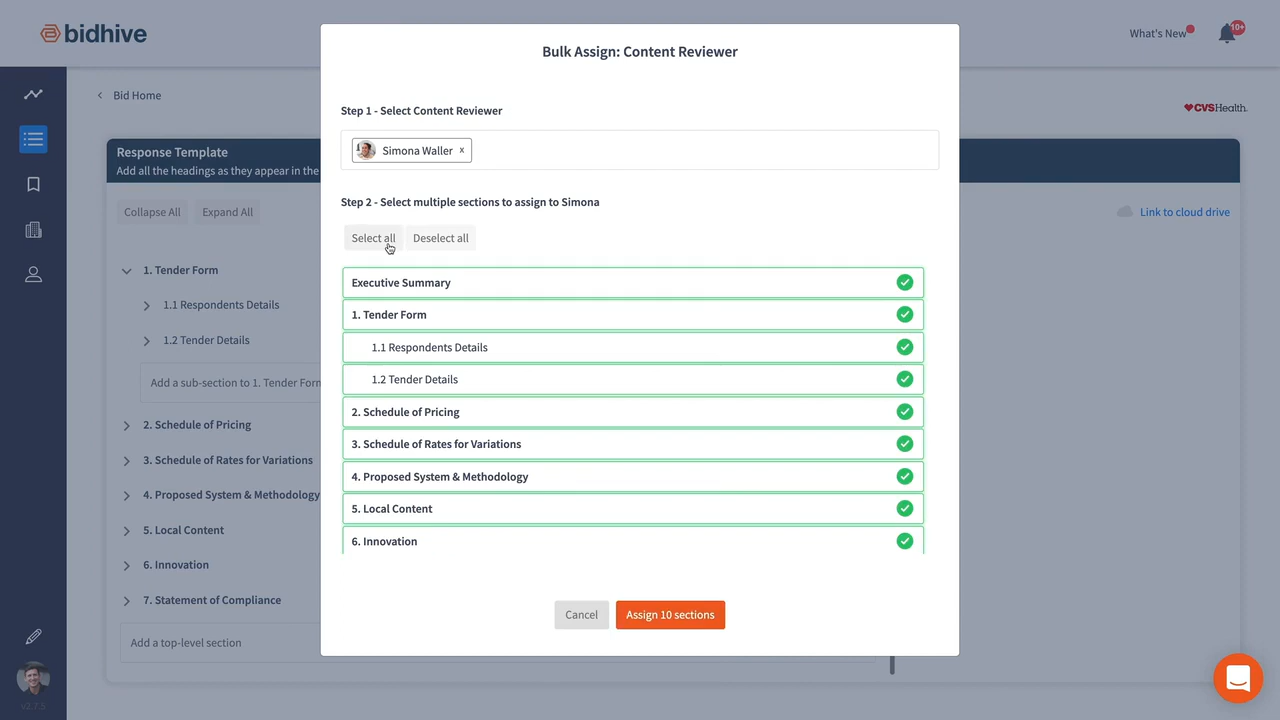 bidhive
What's New
10+
Bid Home
CVSHealth.
Response Template
Add all the headings as they appear in the
Collapse All
Expand All
Link to cloud drive
1. Tender Form
1.1 Respondents Details
1.2 Tender Details
Add a sub-section to 1. Tender Form
2. Schedule of Pricing
3. Schedule of Rates for Variations
4. Proposed System & Methodology
5. Local Content
6. Innovation
7. Statement of Compliance
Add a top-level section
v2.7.5
Bulk Assign: Content Reviewer
Step 1 - Select Content Reviewer
Simona Waller x
Step 2 - Select multiple sections to assign to Simona
Select all
Deselect all
Executive Summary
1. Tender Form
1.1 Respondents Details
1.2 Tender Details
2. Schedule of Pricing
3. Schedule of Rates for Variations
4. Proposed System & Methodology
5. Local Content
6. Innovation
Cancel
Assign 10 sections